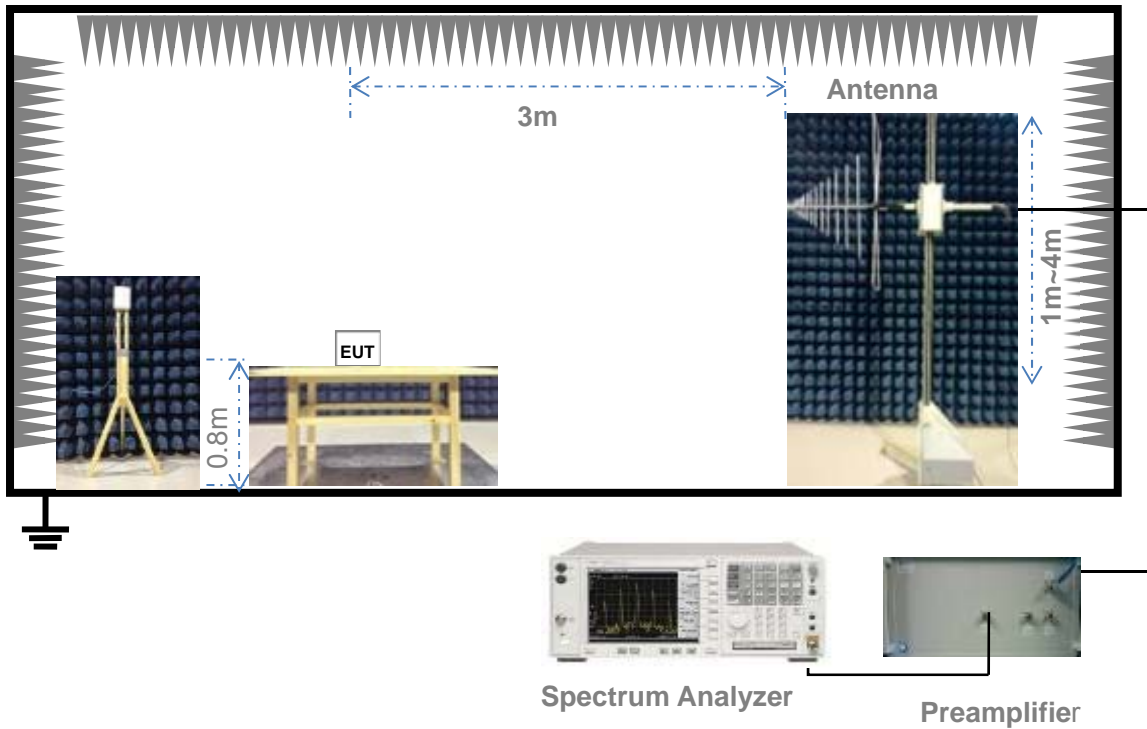 Antenna
3m
1m~4m
EUT
0.8m
Spectrum Analyzer
Preamplifier